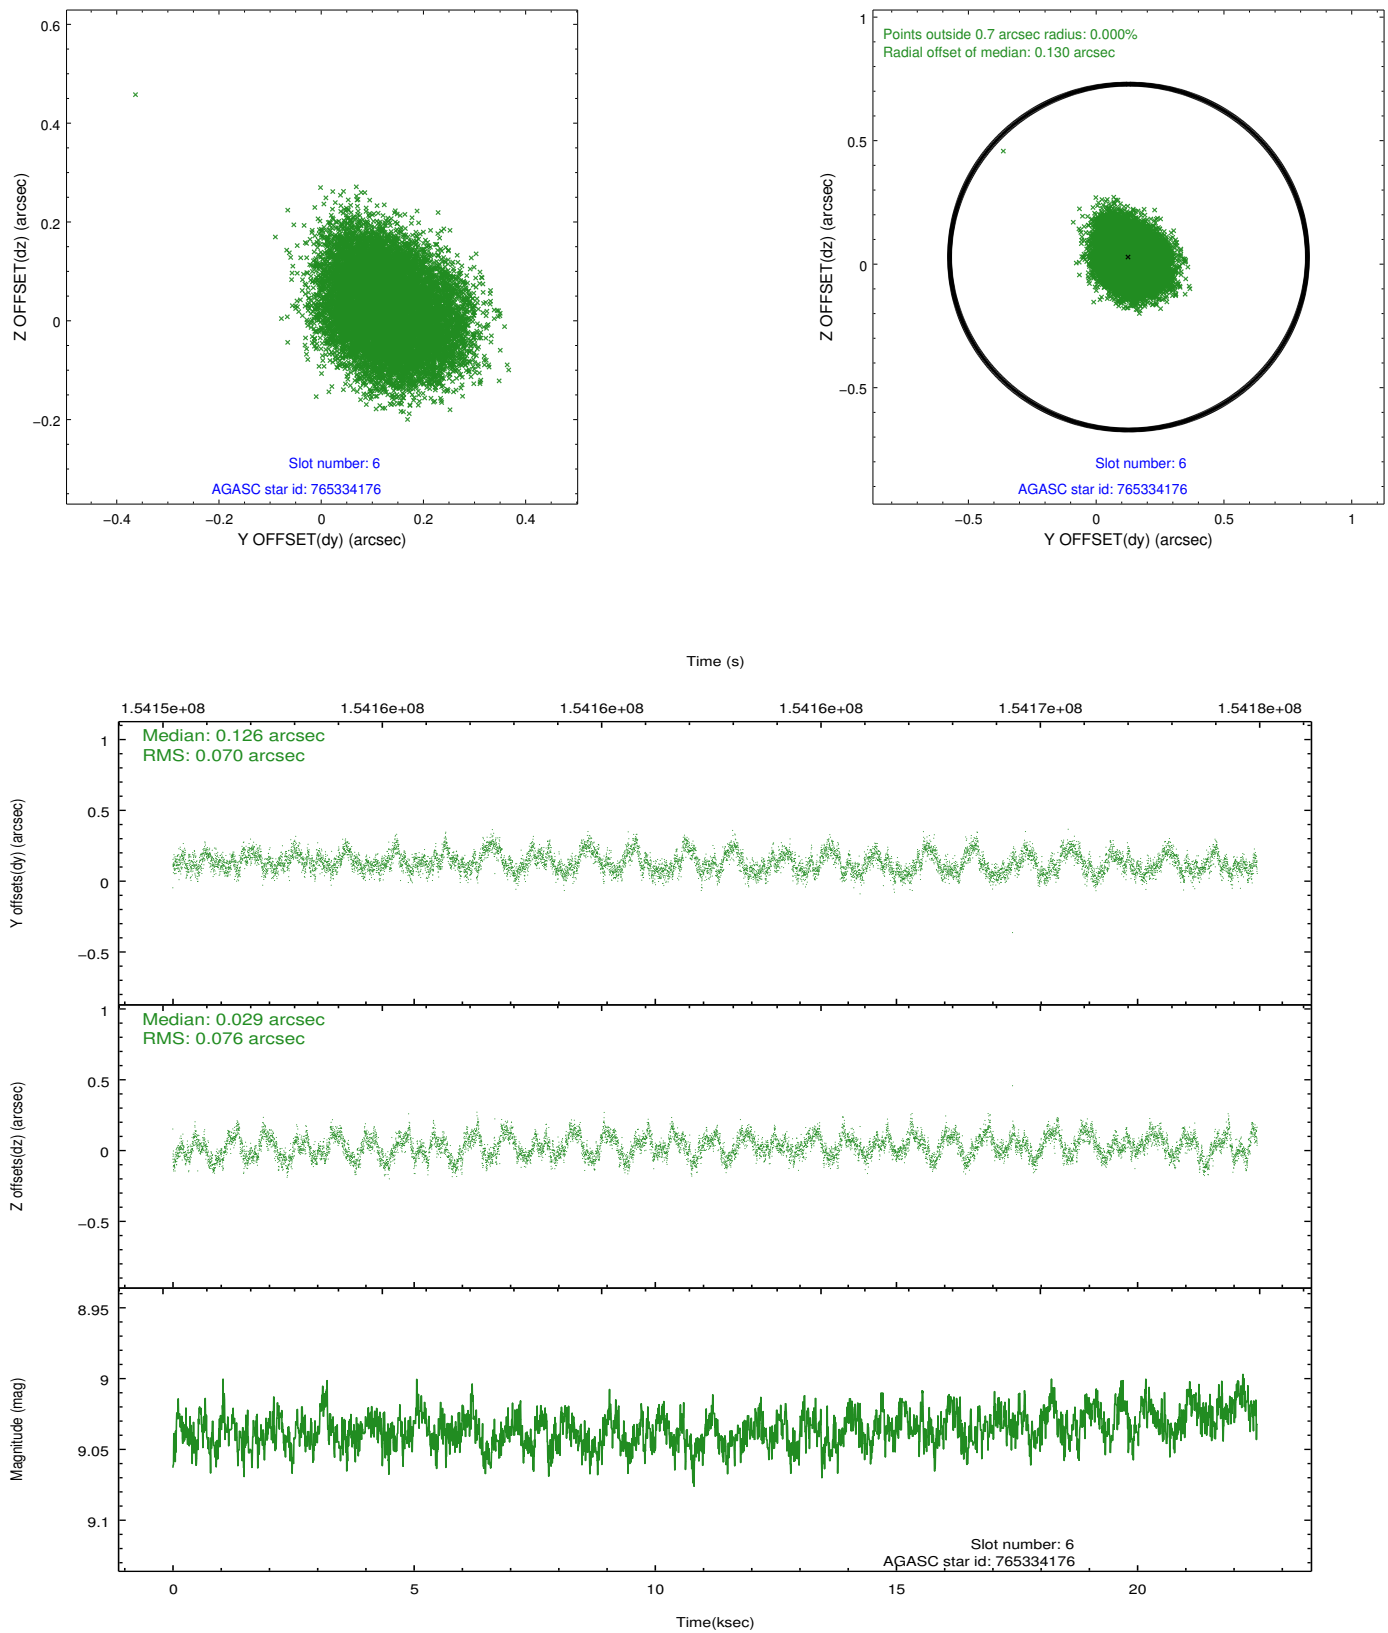 0.6
0.4
0.2
0
−0.2
Z OFFSET(dz) (arcsec)
Slot number: 6
AGASC star id: 765334176
−0.4 −0.2 0 0.2 0.4
Y OFFSET(dy) (arcsec)
1
0.5
0
−0.5
Z OFFSET(dz) (arcsec)
Points outside 0.7 arcsec radius: 0.000%
Radial offset of median: 0.130 arcsec
Slot number: 6
AGASC star id: 765334176
−0.5 0 0.5 1
Y OFFSET(dy) (arcsec)
Time (s)
1.5415e+08 1.5416e+08 1.5416e+08 1.5416e+08 1.5417e+08 1.5418e+08
Median: 0.126 arcsec
RMS: 0.070 arcsec
1
0.5
0
−0.5
Y offsets(dy) (arcsec)
Median: 0.029 arcsec
RMS: 0.076 arcsec
1
0.5
0
−0.5
Z offsets(dz) (arcsec)
8.95
9
9.05
9.1
Magnitude (mag)
Slot number: 6
AGASC star id: 765334176
0 5 10 15 20
Time(ksec)